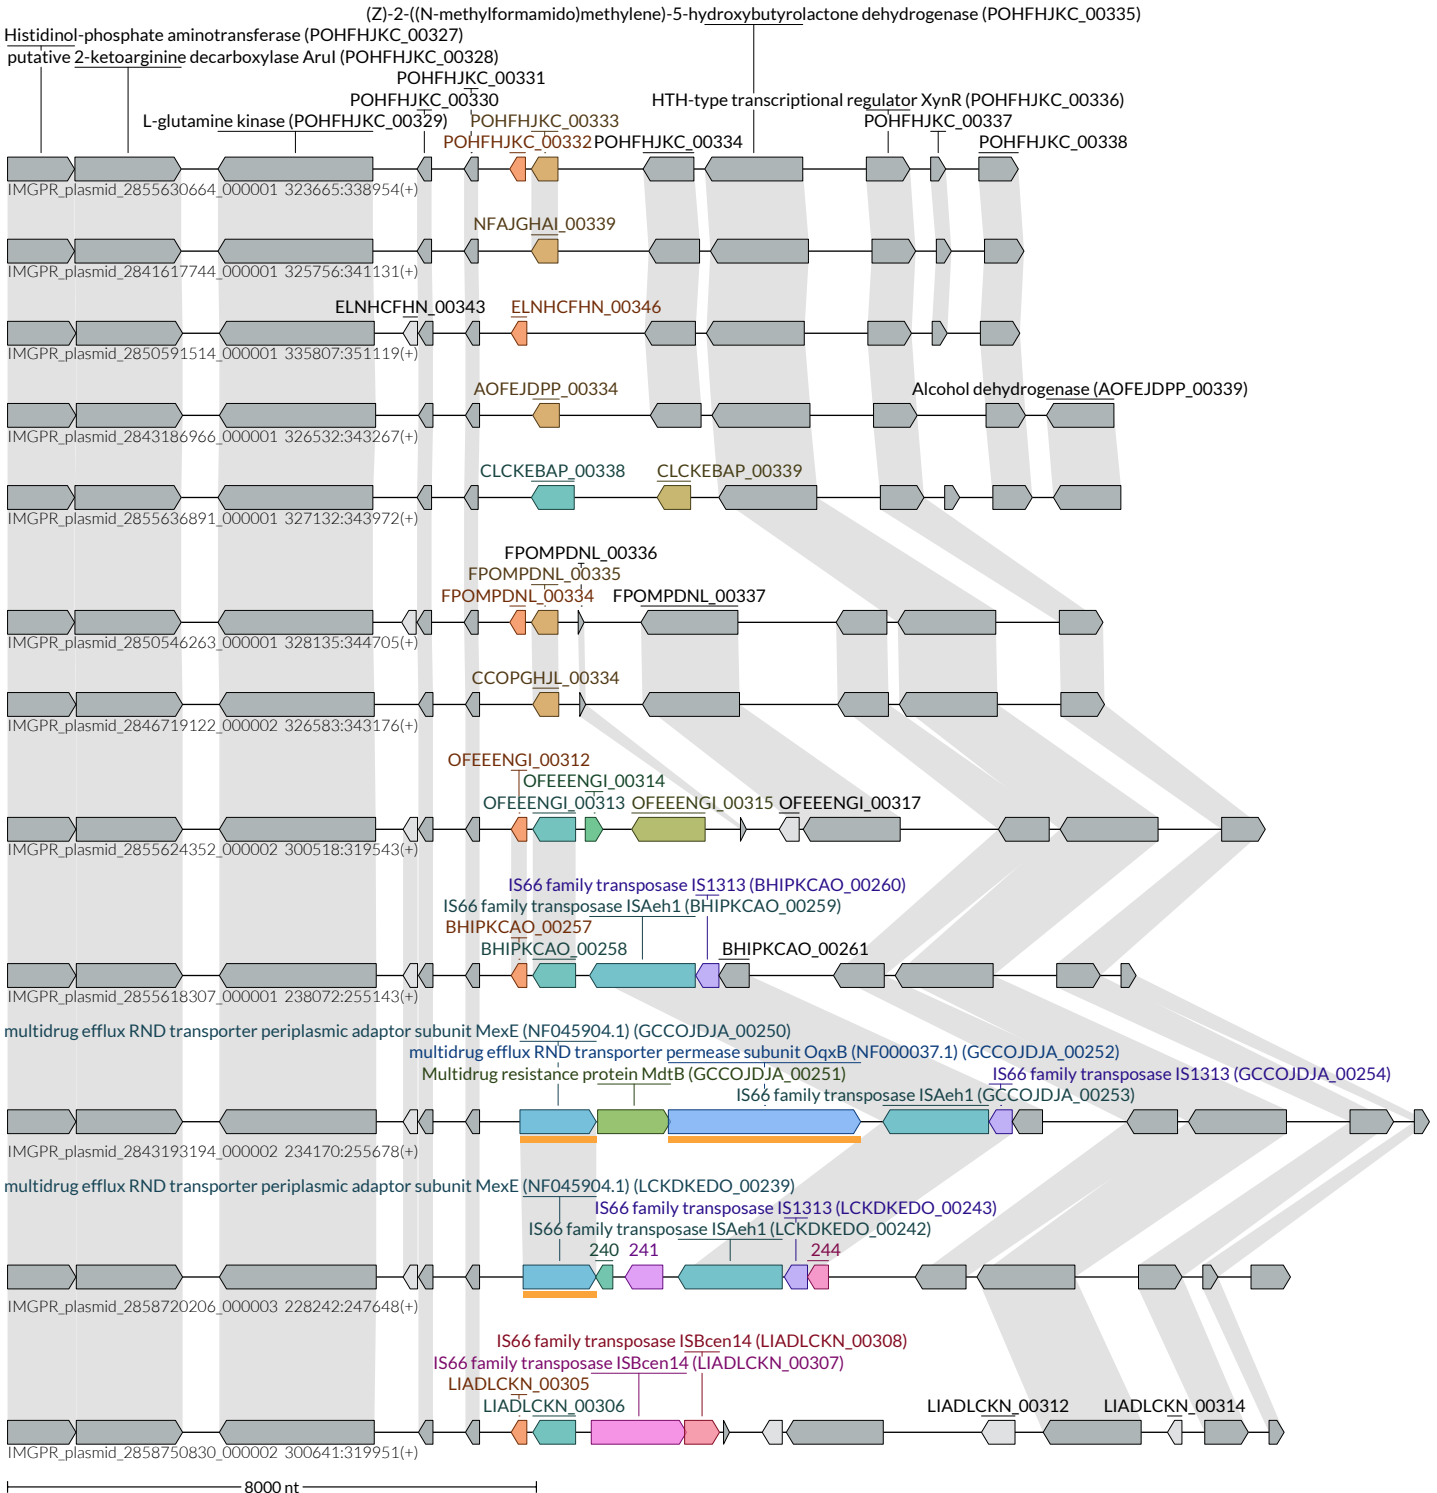 (Z)-2-((N-methylformamido)methylene)-5-hydroxybutyrolactone dehydrogenase (POHFHJKC_00335)
Histidinol-phosphate aminotransferase (POHFHJKC_00327)
putative 2-ketoarginine decarboxylase AruI (POHFHJKC_00328)
POHFHJKC_00331
POHFHJKC_00330
HTH-type transcriptional regulator XynR (POHFHJKC_00336)
L-glutamine kinase (POHFHJKC_00329)
POHFHJKC_00333
POHFHJKC_00337
POHFHJKC_00332
POHFHJKC_00334
POHFHJKC_00338
IMGPR_plasmid_2855630664_000001 323665:338954(+)
NFAJGHAI_00339
IMGPR_plasmid_2841617744_000001 325756:341131(+)
ELNHCFHN_00343
ELNHCFHN_00346
IMGPR_plasmid_2850591514_000001 335807:351119(+)
AOFEJDPP_00334
Alcohol dehydrogenase (AOFEJDPP_00339)
IMGPR_plasmid_2843186966_000001 326532:343267(+)
CLCKEBAP_00338
CLCKEBAP_00339
IMGPR_plasmid_2855636891_000001 327132:343972(+)
FPOMPDNL_00336
FPOMPDNL_00335
FPOMPDNL_00334
FPOMPDNL_00337
IMGPR_plasmid_2850546263_000001 328135:344705(+)
CCOPGHJL_00334
IMGPR_plasmid_2846719122_000002 326583:343176(+)
OFEEENGI_00312
OFEEENGI_00314
OFEEENGI_00313
OFEEENGI_00315
OFEEENGI_00317
IMGPR_plasmid_2855624352_000002 300518:319543(+)
IS66 family transposase IS1313 (BHIPKCAO_00260)
IS66 family transposase ISAeh1 (BHIPKCAO_00259)
BHIPKCAO_00257
BHIPKCAO_00258
BHIPKCAO_00261
IMGPR_plasmid_2855618307_000001 238072:255143(+)
multidrug efflux RND transporter periplasmic adaptor subunit MexE (NF045904.1) (GCCOJDJA_00250)
multidrug efflux RND transporter permease subunit OqxB (NF000037.1) (GCCOJDJA_00252)
Multidrug resistance protein MdtB (GCCOJDJA_00251)
IS66 family transposase IS1313 (GCCOJDJA_00254)
IS66 family transposase ISAeh1 (GCCOJDJA_00253)
IMGPR_plasmid_2843193194_000002 234170:255678(+)
multidrug efflux RND transporter periplasmic adaptor subunit MexE (NF045904.1) (LCKDKEDO_00239)
IS66 family transposase IS1313 (LCKDKEDO_00243)
IS66 family transposase ISAeh1 (LCKDKEDO_00242)
240
241
244
IMGPR_plasmid_2858720206_000003 228242:247648(+)
IS66 family transposase ISBcen14 (LIADLCKN_00308)
IS66 family transposase ISBcen14 (LIADLCKN_00307)
LIADLCKN_00305
LIADLCKN_00306
LIADLCKN_00312
LIADLCKN_00314
IMGPR_plasmid_2858750830_000002 300641:319951(+)
8000 nt